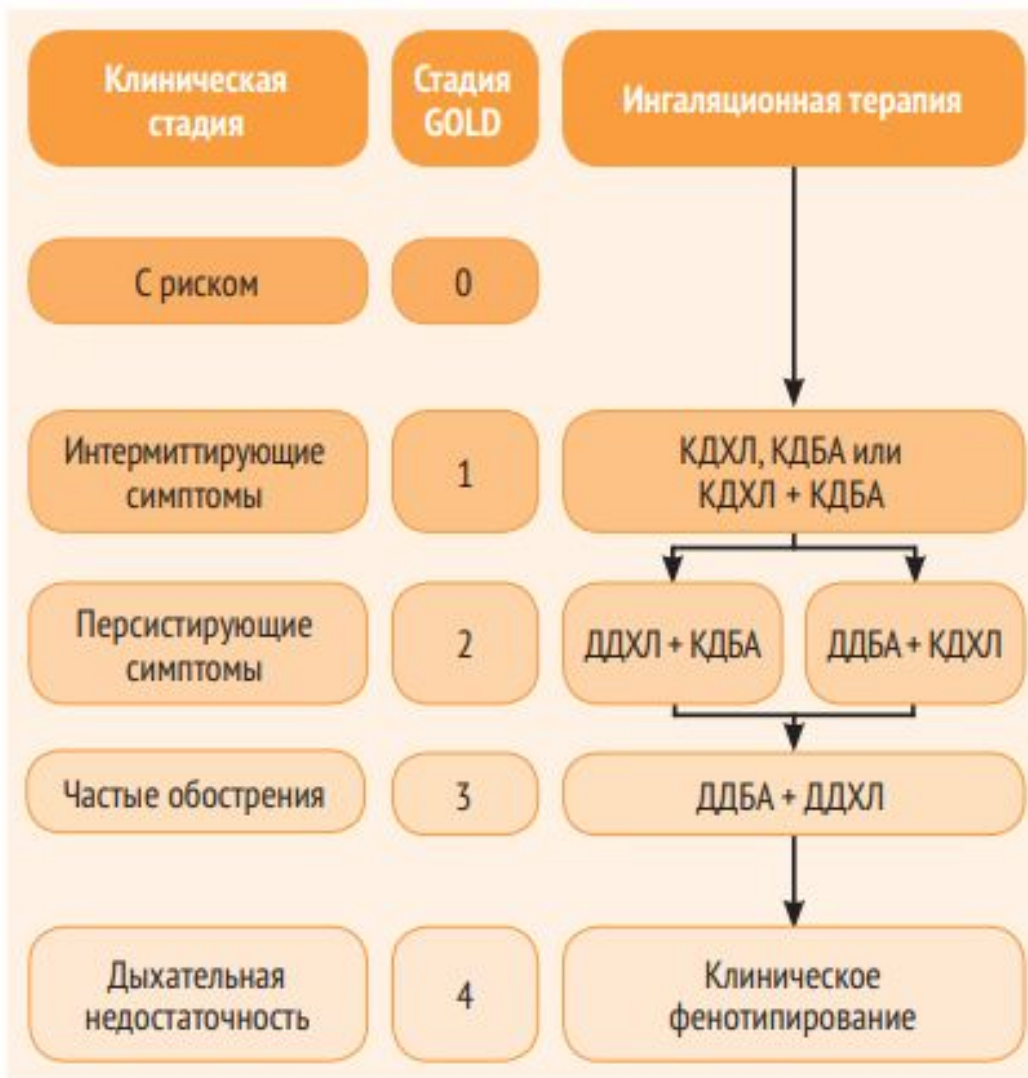 Клиническая
стадия
Стадия
GOLD
Ингаляционная терапия
С риском
0
Интермиттирующие
симптомы
1
КДХЛ, КДБА или
КДХЛ + КДБА
Персистирующие
симптомы
2
ДДХЛ + КДБА
ДДБА + КДХЛ
Частые обострения
3
ДДБА + ДДХЛ
Дыхательная
недостаточность
4
Клиническое
фенотипирование